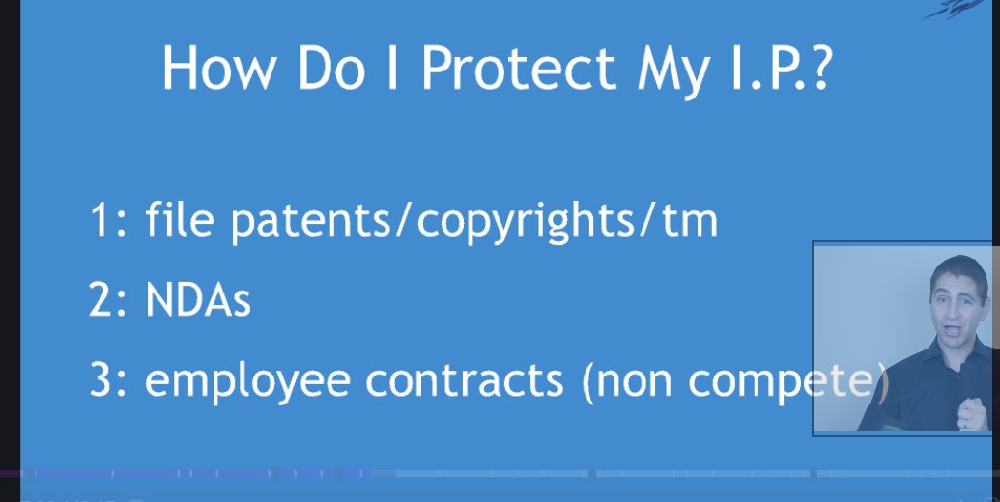 How Do I Protect My I.P.?
1: file patents/copyrights/tm
2: NDAs
3: employee contracts (non compete)